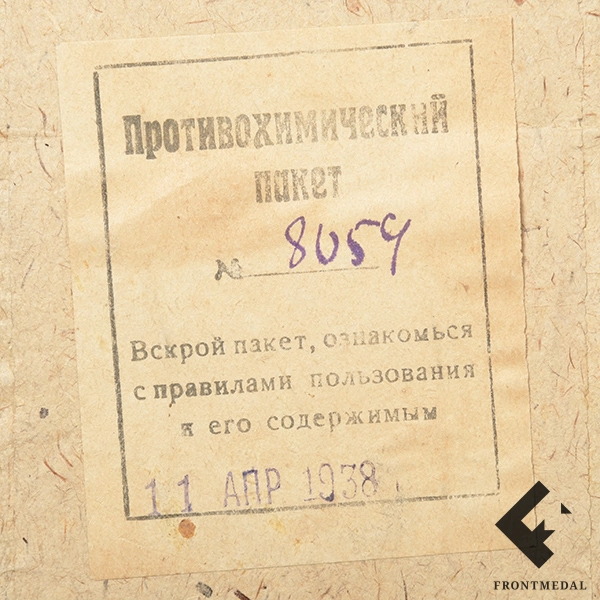 Противохимический
пакет
№ 8059
Вскрой пакет, ознакомься
с правилами пользования
и его содержимым
11 АПР 1938
FRONTMEDAL